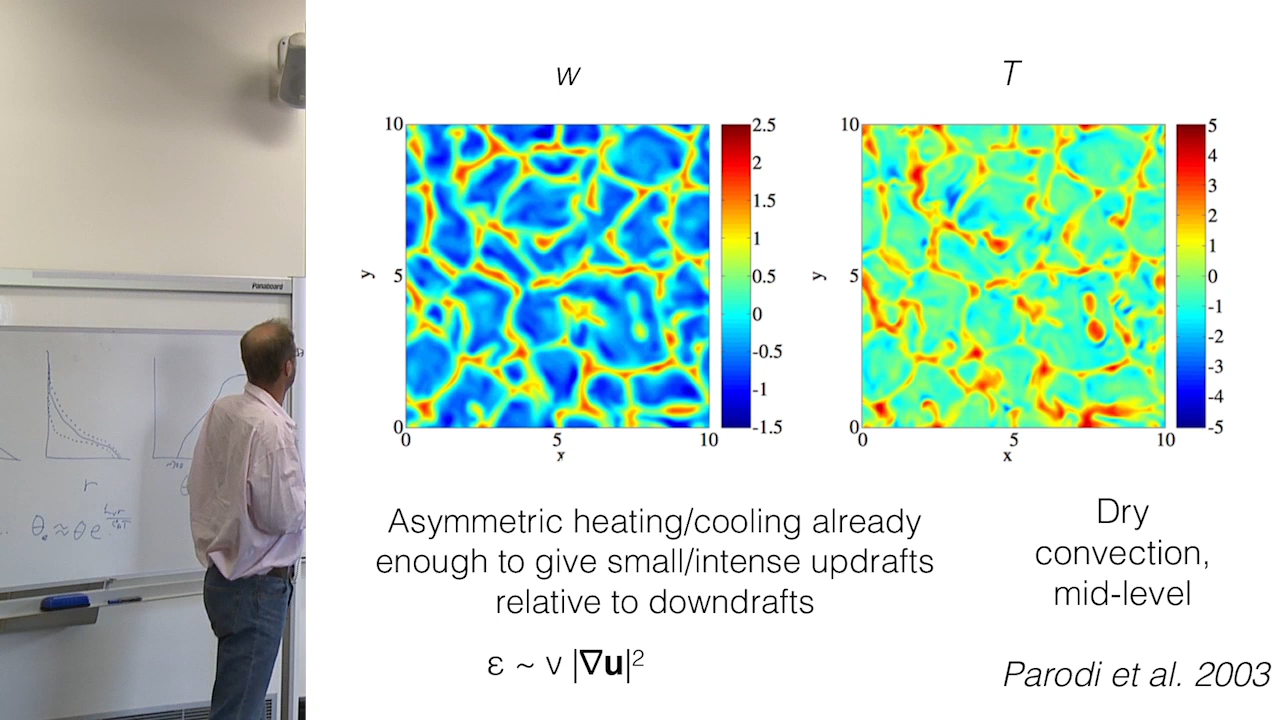 w
T
10
5
0
y
0
5
10
x
2.5
2
1.5
1
0.5
0
-0.5
-1
-1.5
10
5
0
y
0
5
10
x
5
4
3
2
1
0
-1
-2
-3
-4
-5
Panaboard
r
θe ≈ θ e
Asymmetric heating/cooling already
enough to give small/intense updrafts
relative to downdrafts
ε ~ ν |∇u|²
Dry
convection,
mid-level
Parodi et al. 2003